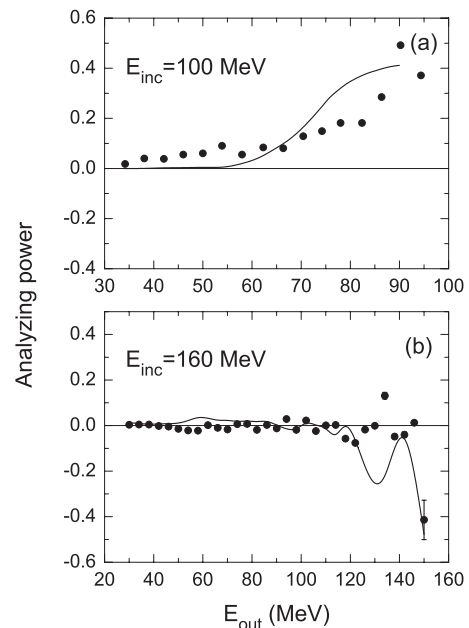 Analyzing power
0.6
0.4
0.2
0.0
-0.2
-0.4
(a)
E_inc=100 MeV
30 40 50 60 70 80 90 100
0.4
0.2
0.0
-0.2
-0.4
-0.6
(b)
E_inc=160 MeV
20 40 60 80 100 120 140 160
E_out (MeV)